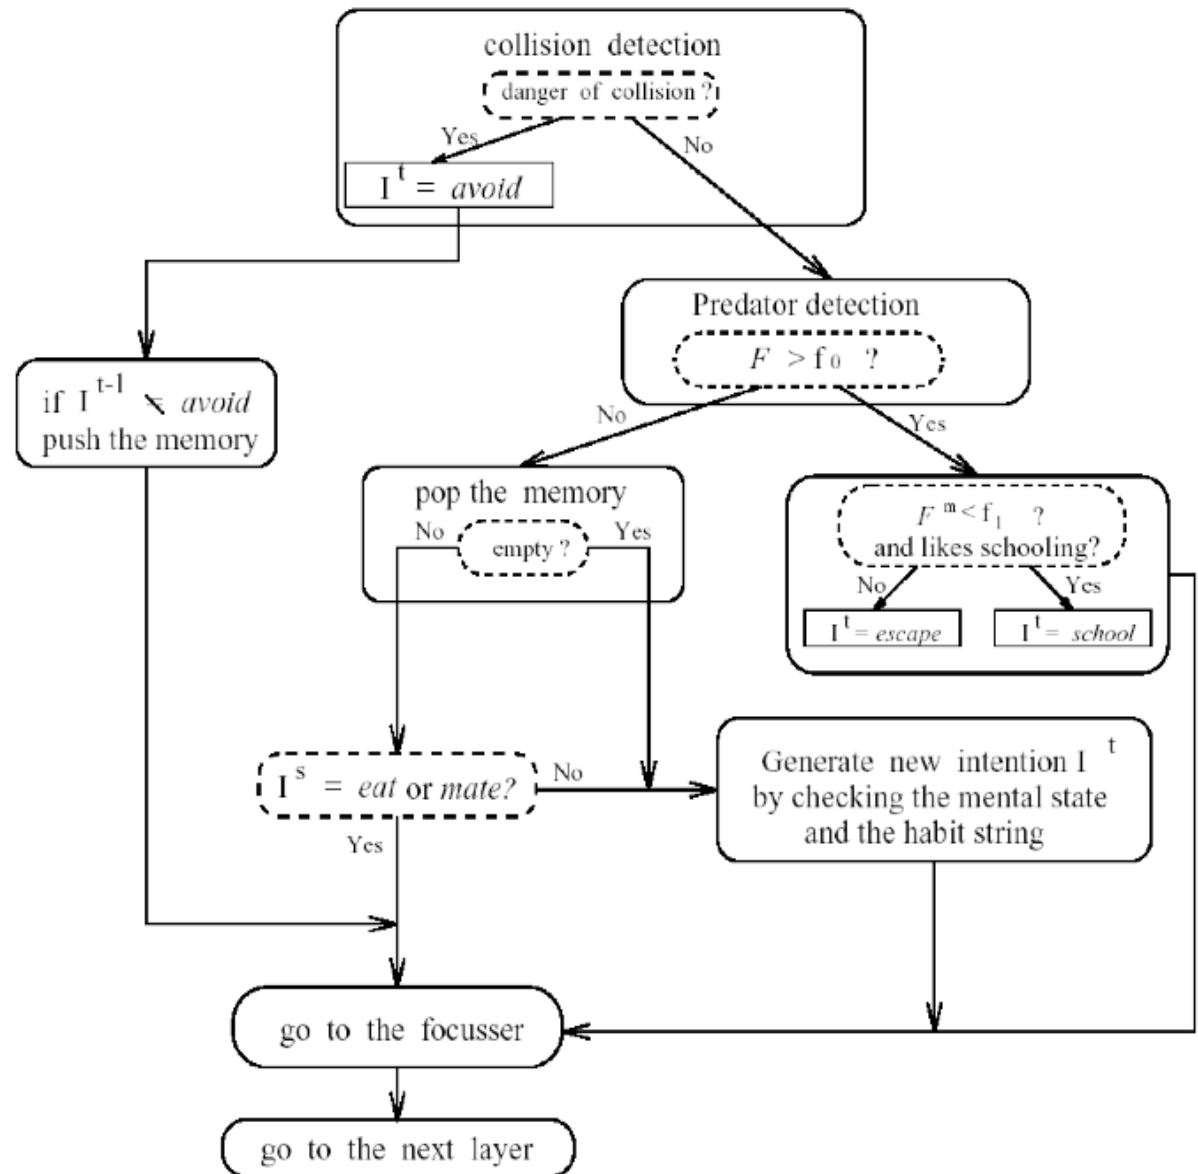 collision detection
danger of collision ?
Yes
No
I^t = avoid
Predator detection
F > f₀ ?
if I^t-1 ≠ avoid
push the memory
No
Yes
pop the memory
No
empty ?
Yes
F^m < f₁ ?
and likes schooling?
No
Yes
I^t = escape
I^t = school
I^s = eat or mate?
No
Yes
Generate new intention I^t
by checking the mental state
and the habit string
go to the focusser
go to the next layer